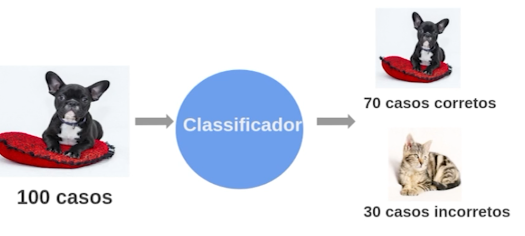 100 casos
Classificador
70 casos corretos
30 casos incorretos